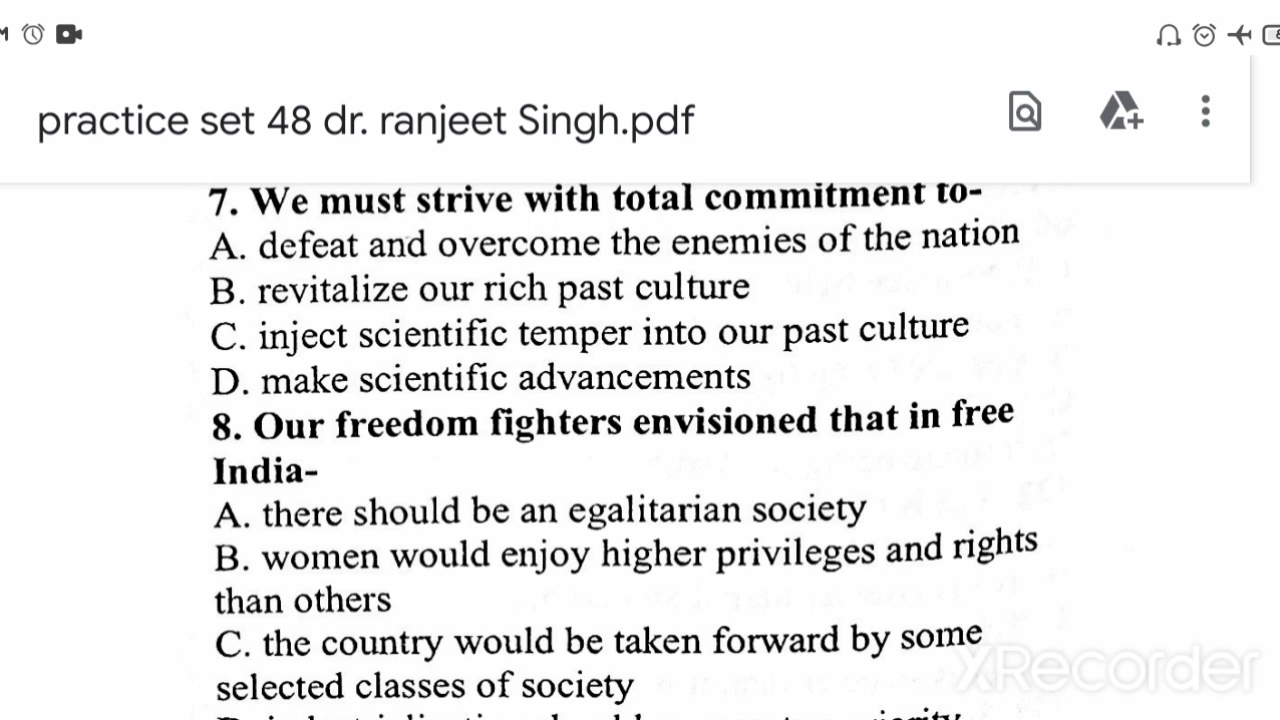 practice set 48 dr. ranjeet Singh.pdf
7. We must strive with total commitment to-
A. defeat and overcome the enemies of the nation
B. revitalize our rich past culture
C. inject scientific temper into our past culture
D. make scientific advancements
8. Our freedom fighters envisioned that in free
India-
A. there should be an egalitarian society
B. women would enjoy higher privileges and rights
than others
C. the country would be taken forward by some
selected classes of society
XRecorder